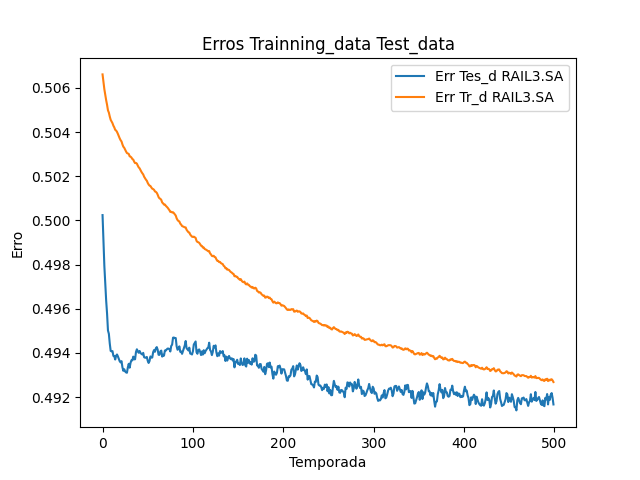 Erros Trainning_data Test_data
Err Tes_d RAIL3.SA
Err Tr_d RAIL3.SA
Erro
0.506
0.504
0.502
0.500
0.498
0.496
0.494
0.492
0
100
200
300
400
500
Temporada